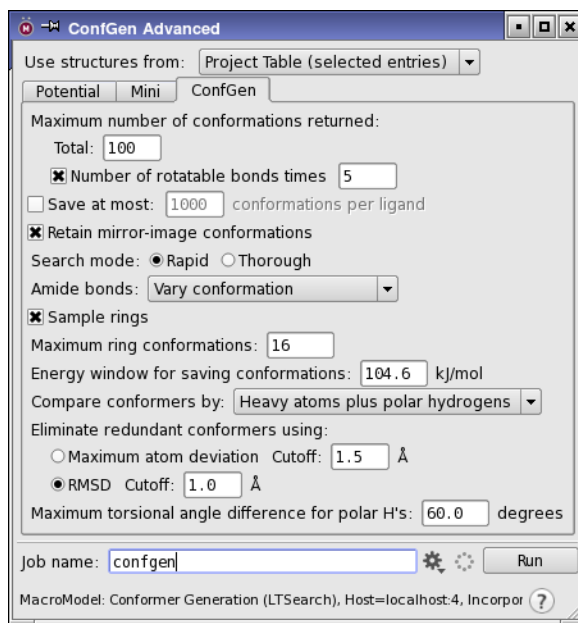 ConfGen Advanced
Use structures from: Project Table (selected entries)
Potential Mini ConfGen
Maximum number of conformations returned:
Total: 100
Number of rotatable bonds times 5
Save at most: 1000 conformations per ligand
Retain mirror-image conformations
Search mode: Rapid Thorough
Amide bonds: Vary conformation
Sample rings
Maximum ring conformations: 16
Energy window for saving conformations: 104.6 kJ/mol
Compare conformers by: Heavy atoms plus polar hydrogens
Eliminate redundant conformers using:
Maximum atom deviation Cutoff: 1.5 Å
RMSD Cutoff: 1.0 Å
Maximum torsional angle difference for polar H's: 60.0 degrees
Job name: confgen Run
MacroModel: Conformer Generation (LTSearch), Host=localhost:4, Incorpor ?